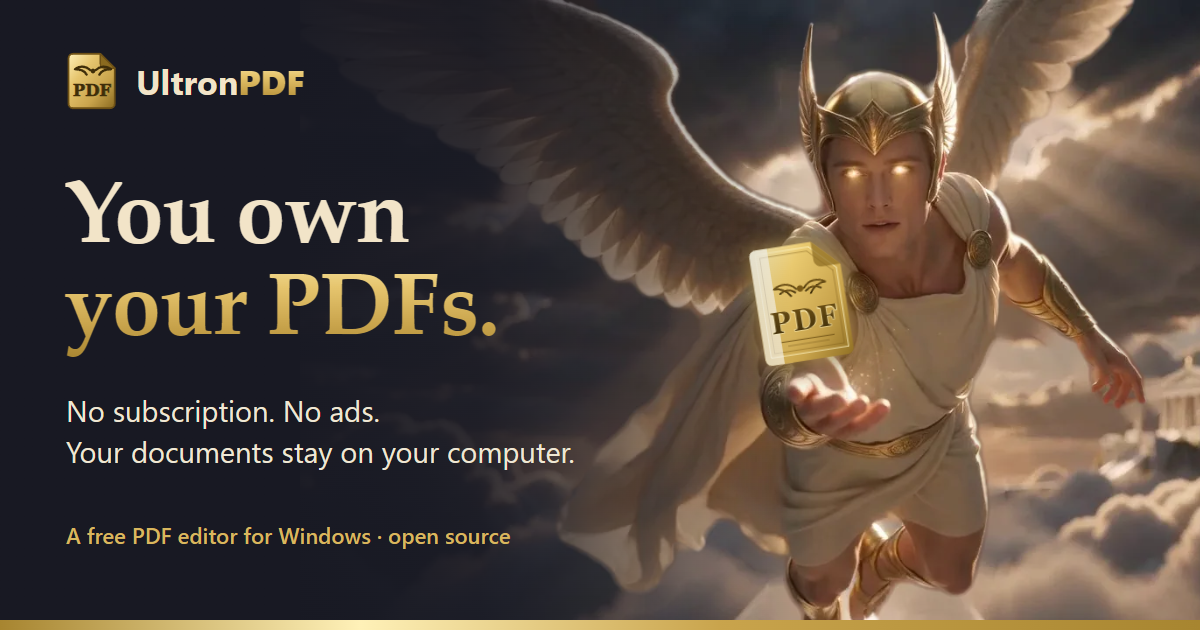 PDF
UltronPDF
You own
your PDFs.
No subscription. No ads.
Your documents stay on your computer.
A free PDF editor for Windows · open source
PDF